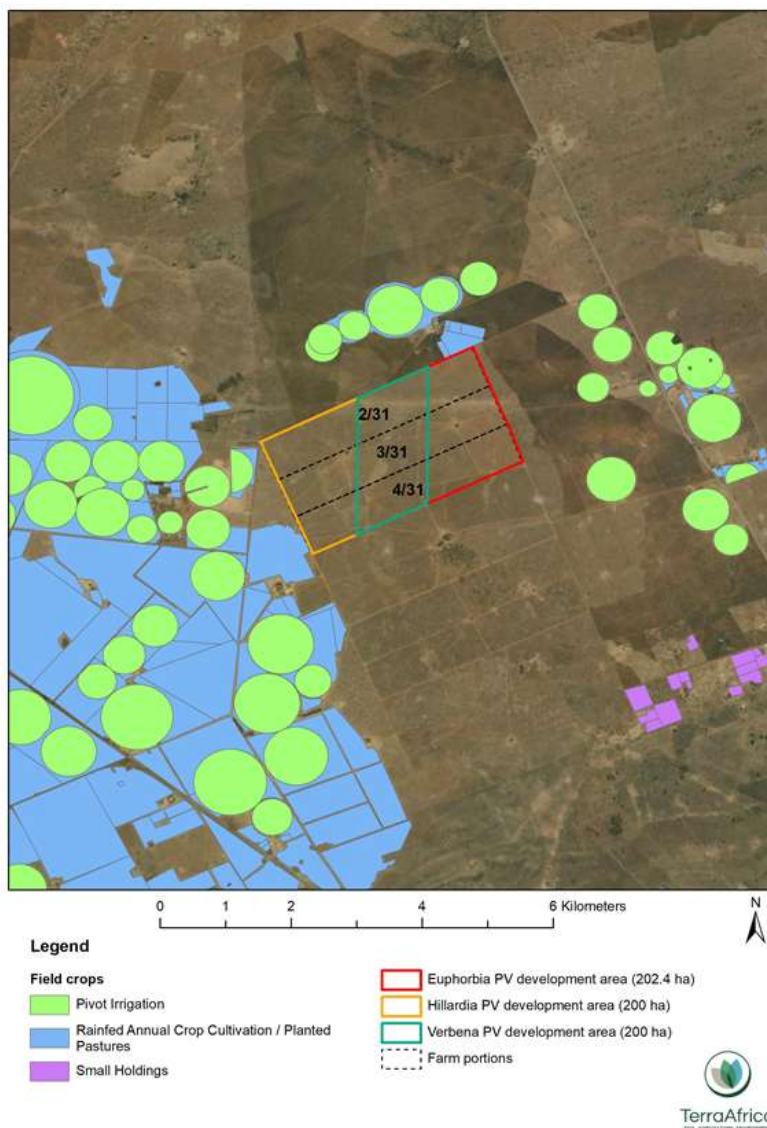 2/31
3/31
4/31
0 1 2 4 6 Kilometers
N
Legend
Field crops
Pivot Irrigation
Rainfed Annual Crop Cultivation / Planted
Pastures
Small Holdings
Euphorbia PV development area (202.4 ha)
Hillardia PV development area (200 ha)
Verbena PV development area (200 ha)
Farm portions
TerraAfrica